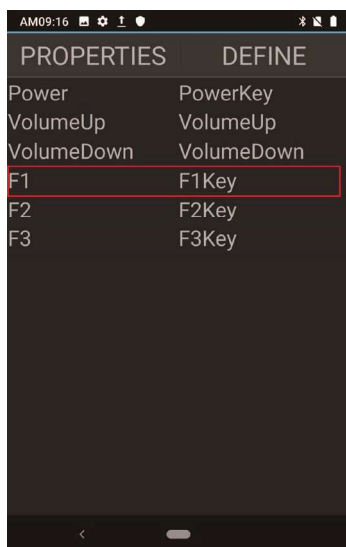 AM09:16
PROPERTIES DEFINE
Power PowerKey
VolumeUp VolumeUp
VolumeDown VolumeDown
F1 F1Key
F2 F2Key
F3 F3Key